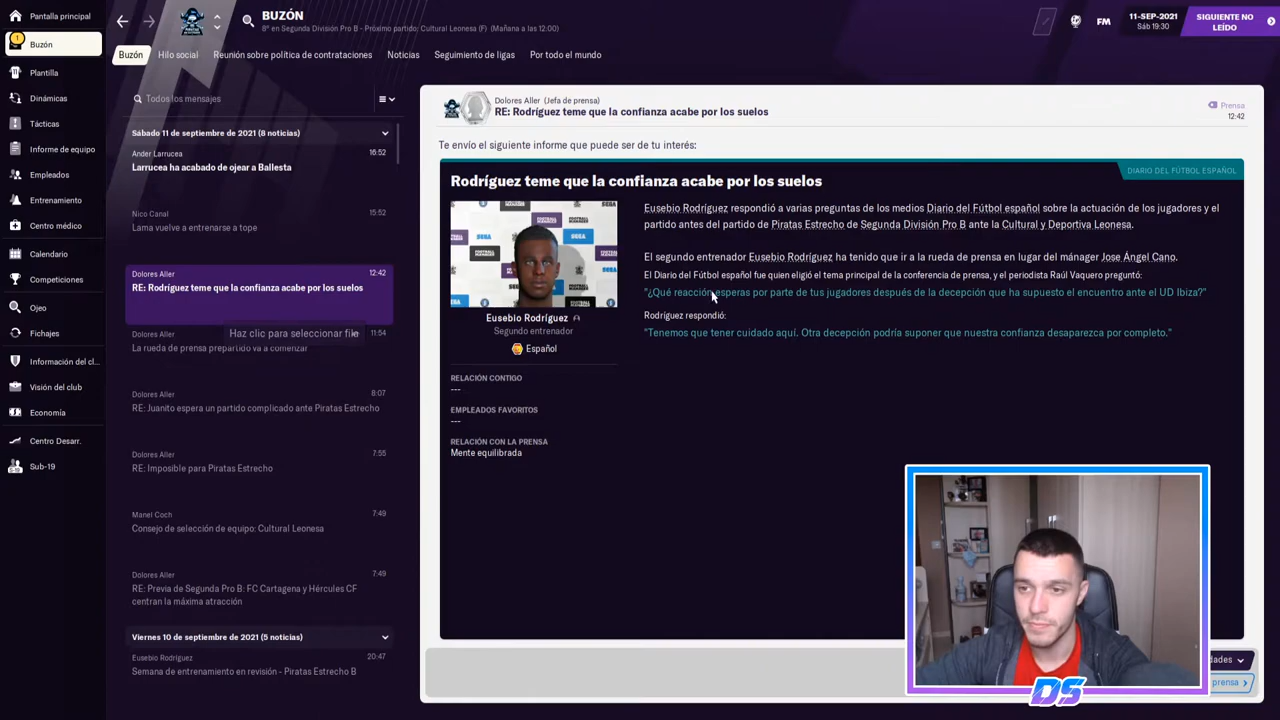 Pantalla principal
Buzón
1
Plantilla
Dinámicas
Tácticas
Informe de equipo
Empleados
Entrenamiento
Centro médico
Calendario
Competiciones
Ojeo
Fichajes
Información del cl...
Visión del club
Economía
Centro Desarr.
Sub-19
BUZÓN
8º en Segunda División Pro B - Próximo partido: Cultural Leonesa (F) (Mañana a las 12:00)
FM
11-SEP-2021
Sáb 19:30
SIGUIENTE NO LEÍDO
Buzón
Hilo social
Reunión sobre política de contrataciones
Noticias
Seguimiento de ligas
Por todo el mundo
Todos los mensajes
Sábado 11 de septiembre de 2021 (8 noticias)
Ander Larrucea 16:52
Larrucea ha acabado de ojear a Ballesta
Nico Canal 15:52
Lama vuelve a entrenarse a tope
Dolores Aller 12:42
RE: Rodríguez teme que la confianza acabe por los suelos
Haz clic para seleccionar file
Dolores Aller 11:54
La rueda de prensa prepartido va a comenzar
Dolores Aller 8:07
RE: Juanito espera un partido complicado ante Piratas Estrecho
Dolores Aller 7:55
RE: Imposible para Piratas Estrecho
Manel Coch 7:49
Consejo de selección de equipo: Cultural Leonesa
Dolores Aller 7:49
RE: Previa de Segunda Pro B: FC Cartagena y Hércules CF
centran la máxima atracción
Viernes 10 de septiembre de 2021 (5 noticias)
Eusebio Rodríguez 20:47
Semana de entrenamiento en revisión - Piratas Estrecho B
Dolores Aller (Jefa de prensa)
RE: Rodríguez teme que la confianza acabe por los suelos
Prensa
12:42
Te envío el siguiente informe que puede ser de tu interés:
DIARIO DEL FÚTBOL ESPAÑOL
Rodríguez teme que la confianza acabe por los suelos
Eusebio Rodríguez
Segundo entrenador
Español
RELACIÓN CONTIGO
---
EMPLEADOS FAVORITOS
---
RELACIÓN CON LA PRENSA
Mente equilibrada
Eusebio Rodríguez respondió a varias preguntas de los medios Diario del Fútbol español sobre la actuación de los jugadores y el
partido antes del partido de Piratas Estrecho de Segunda División Pro B ante la Cultural y Deportiva Leonesa.
El segundo entrenador Eusebio Rodríguez ha tenido que ir a la rueda de prensa en lugar del mánager Jose Ángel Cano.
El Diario del Fútbol español fue quien eligió el tema principal de la conferencia de prensa, y el periodista Raúl Vaquero preguntó:
"¿Qué reacción esperas por parte de tus jugadores después de la decepción que ha supuesto el encuentro ante el UD Ibiza?"
Rodríguez respondió:
"Tenemos que tener cuidado aquí. Otra decepción podría suponer que nuestra confianza desaparezca por completo."
dades
prensa
DS